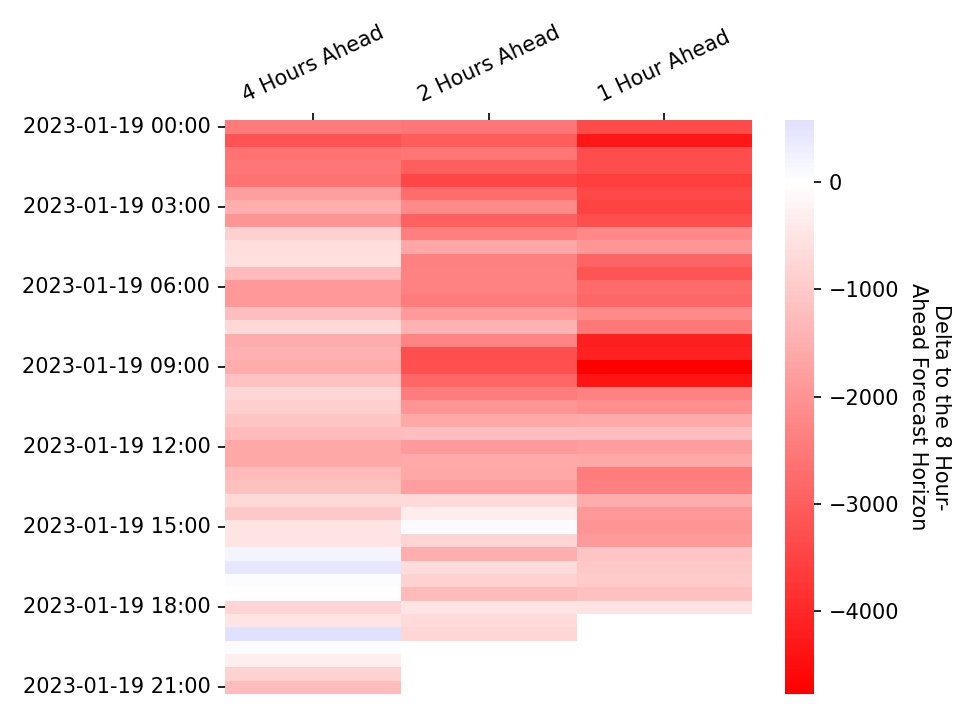 4 Hours Ahead
2 Hours Ahead
1 Hour Ahead
2023-01-19 00:00
2023-01-19 03:00
2023-01-19 06:00
2023-01-19 09:00
2023-01-19 12:00
2023-01-19 15:00
2023-01-19 18:00
2023-01-19 21:00
0
−1000
−2000
−3000
−4000
Delta to the 8 Hour-
Ahead Forecast Horizon